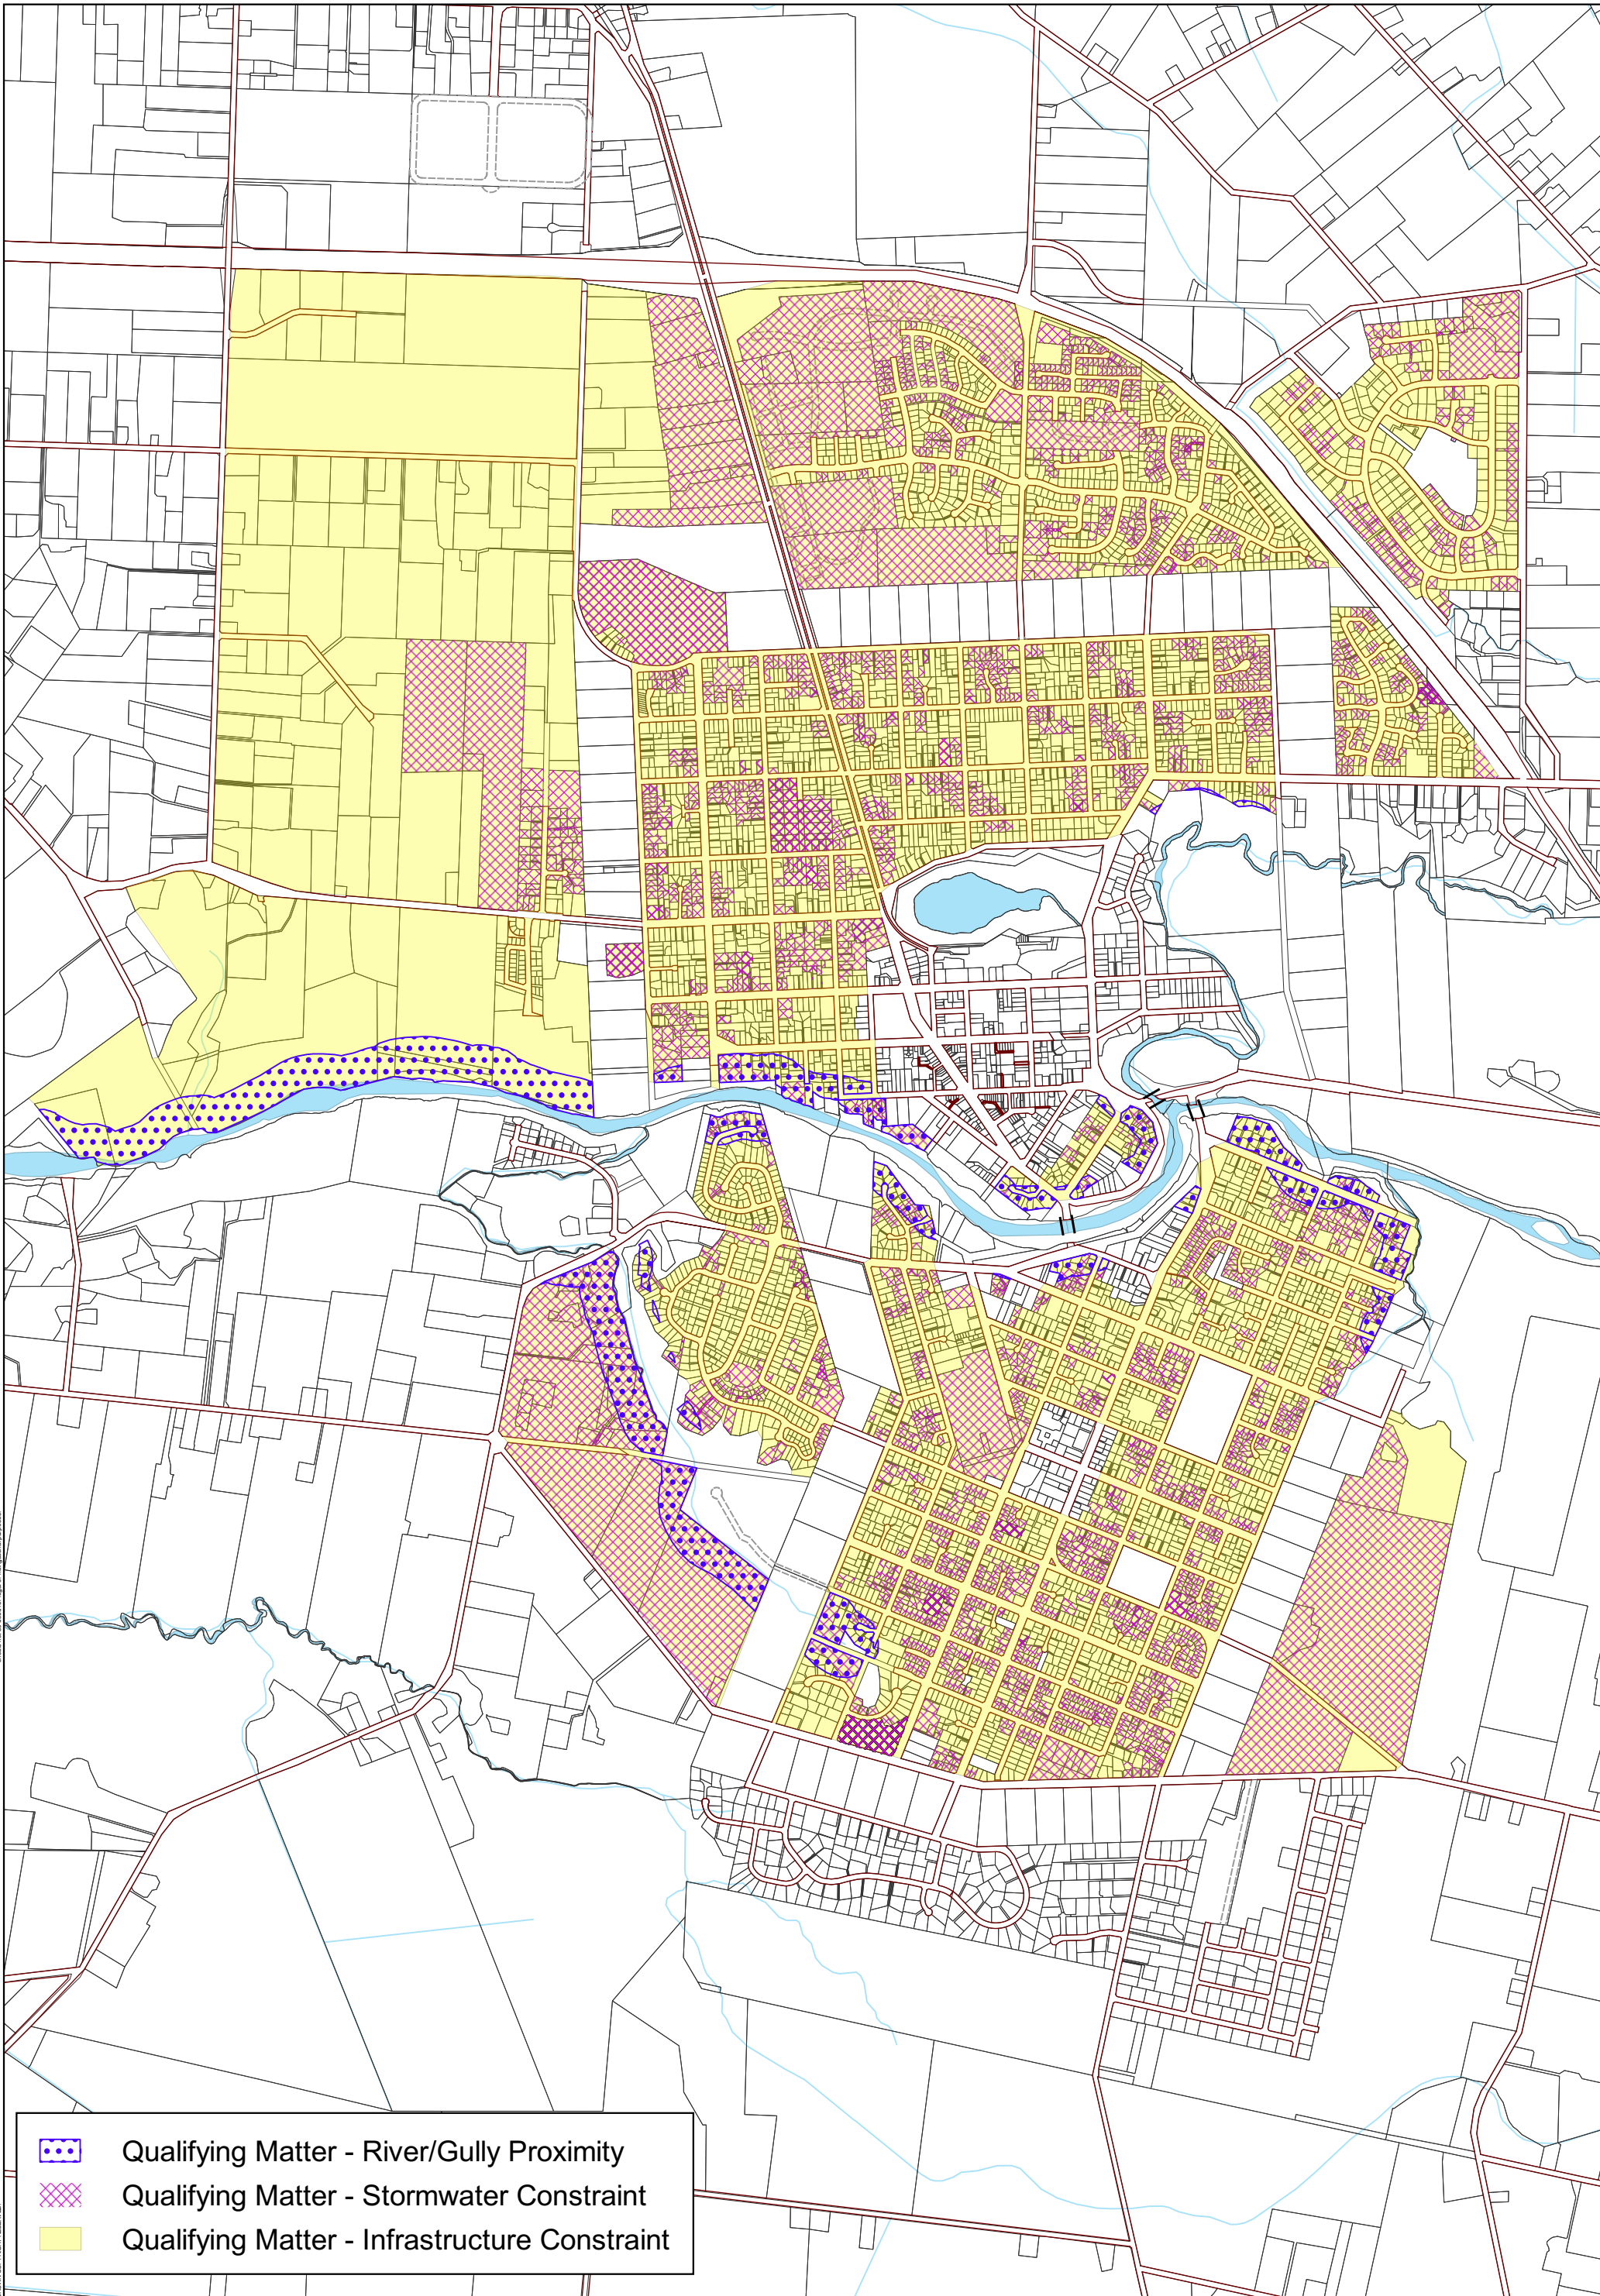 Qualifying Matter - River/Gully Proximity
Qualifying Matter - Stormwater Constraint
Qualifying Matter - Infrastructure Constraint